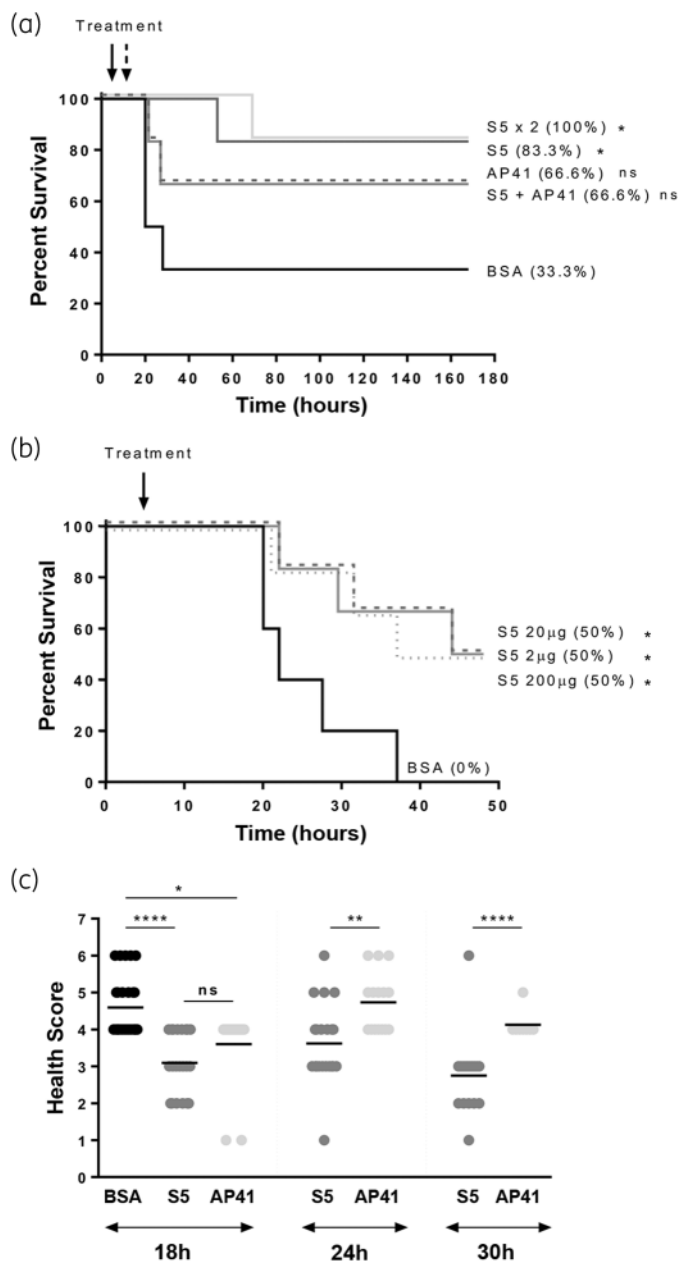 (a)
Treatment
100
80
60
40
20
0
Percent Survival
S5 x 2 (100%) *
S5 (83.3%) *
AP41 (66.6%) ns
S5 + AP41 (66.6%) ns
BSA (33.3%)
0 20 40 60 80 100 120 140 160 180
Time (hours)
(b)
Treatment
100
80
60
40
20
0
Percent Survival
S5 20µg (50%) *
S5 2µg (50%) *
S5 200µg (50%) *
BSA (0%)
0 10 20 30 40 50
Time (hours)
(c)
7
6
5
4
3
2
1
0
Health Score
*
****
ns
**
****
BSA S5 AP41 S5 AP41 S5 AP41
18h 24h 30h